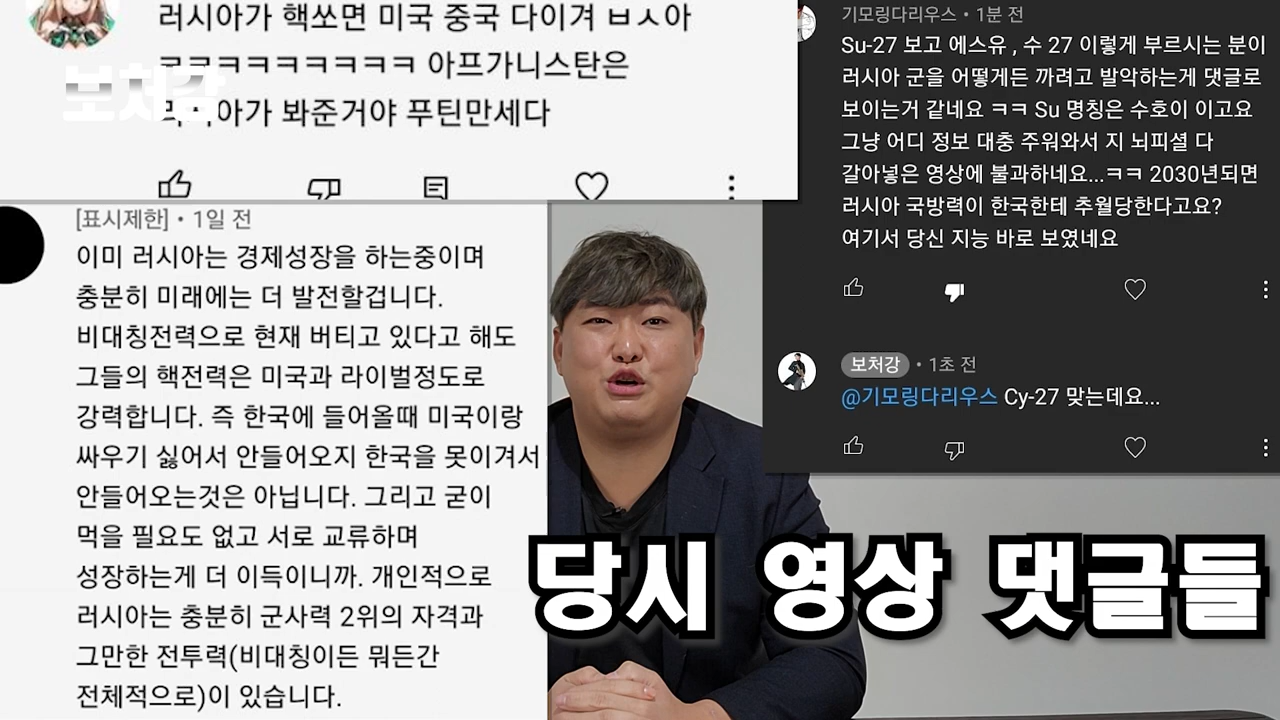 러시아가 핵쏘면 미국 중국 다이겨 ㅂㅅ아
ㅋㅋㅋㅋㅋㅋㅋㅋㅋ 아프가니스탄은
러시아가 봐준거야 푸틴만세다
보처강
[표시제한] • 1일 전
이미 러시아는 경제성장을 하는중이며
충분히 미래에는 더 발전할겁니다.
비대칭전력으로 현재 버티고 있다고 해도
그들의 핵전력은 미국과 라이벌정도로
강력합니다. 즉 한국에 들어올때 미국이랑
싸우기 싫어서 안들어오지 한국을 못이겨서
안들어오는것은 아닙니다. 그리고 굳이
먹을 필요도 없고 서로 교류하며
성장하는게 더 이득이니까. 개인적으로
러시아는 충분히 군사력 2위의 자격과
그만한 전투력(비대칭이든 뭐든간
전체적으로)이 있습니다.
기모링다리우스 • 1분 전
Su-27 보고 에스유 , 수 27 이렇게 부르시는 분이
러시아 군을 어떻게든 까려고 발악하는게 댓글로
보이는거 같네요 ㅋㅋ Su 명칭은 수호이 이고요
그냥 어디 정보 대충 주워와서 지 뇌피셜 다
갈아넣은 영상에 불과하네요...ㅋㅋ 2030년되면
러시아 국방력이 한국한테 추월당한다고요?
여기서 당신 지능 바로 보였네요
보처강 • 1초 전
@기모링다리우스 Cy-27 맞는데요...
당시 영상 댓글들